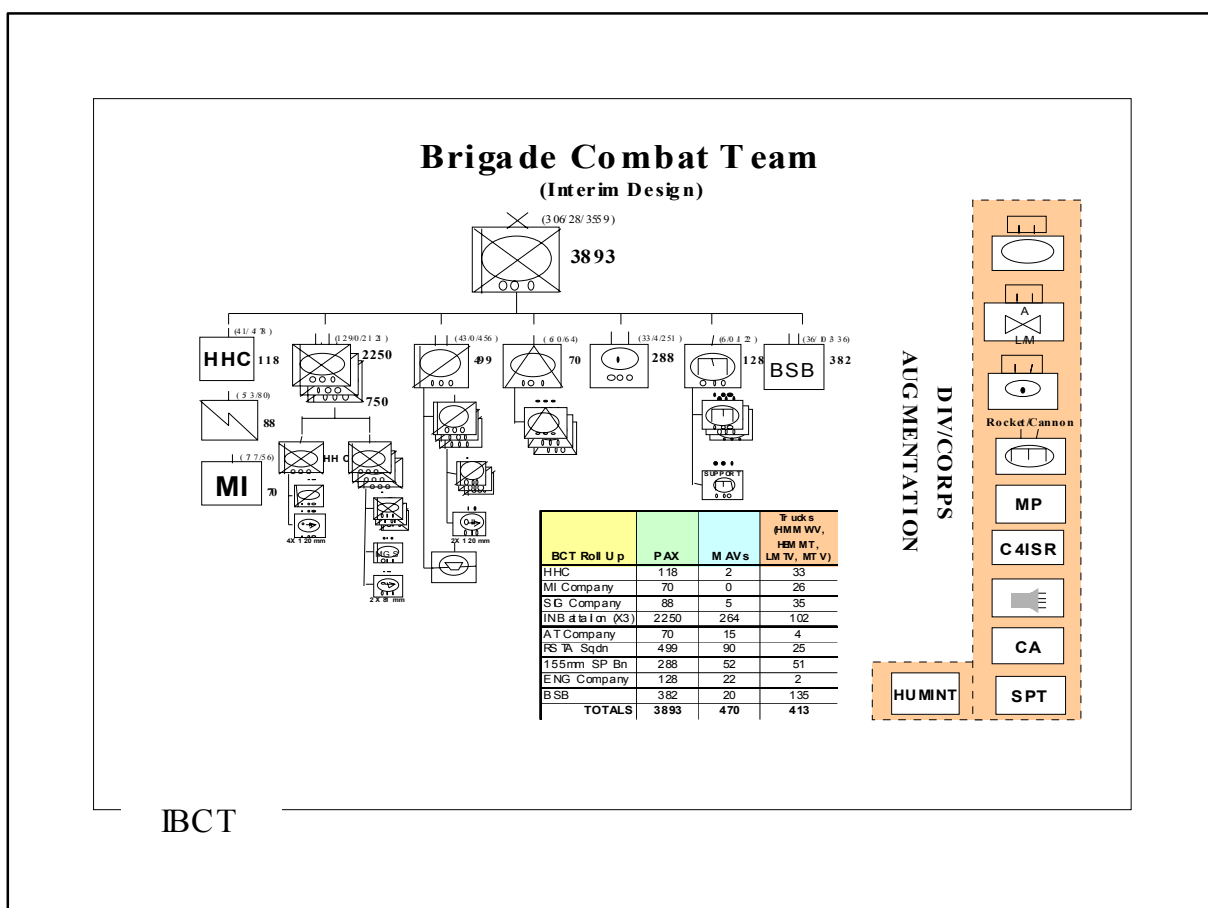 Brigade Combat Team
(Interim Design)
(306/28/3559)
3893
(41/4/78)
HHC 118
(129/0/2121)
2250
750
(43/0/456)
499
(6/0/64)
70
(33/4/251)
288
(6/0/122)
128
(36/10/336)
BSB 382
(5/3/80)
88
(7/7/56)
MI 70
HHC
4X 120 mm
MGS
2 X 81 mm
2X 120 mm
SUPPORT
BCT Roll Up PAX MAVs Trucks (HMMWV, HEMMT, LMTV, MTV)
HHC 118 2 33
MI Company 70 0 26
SIG Company 88 5 35
IN Battalion (X3) 2250 264 102
AT Company 70 15 4
RSTA Sqdn 499 90 25
155mm SP Bn 288 52 51
ENG Company 128 22 2
BSB 382 20 135
TOTALS 3893 470 413
DIV/CORPS
AUGMENTATION
A
L/M
Rocket/Cannon
MP
C4ISR
CA
HUMINT
SPT
IBCT